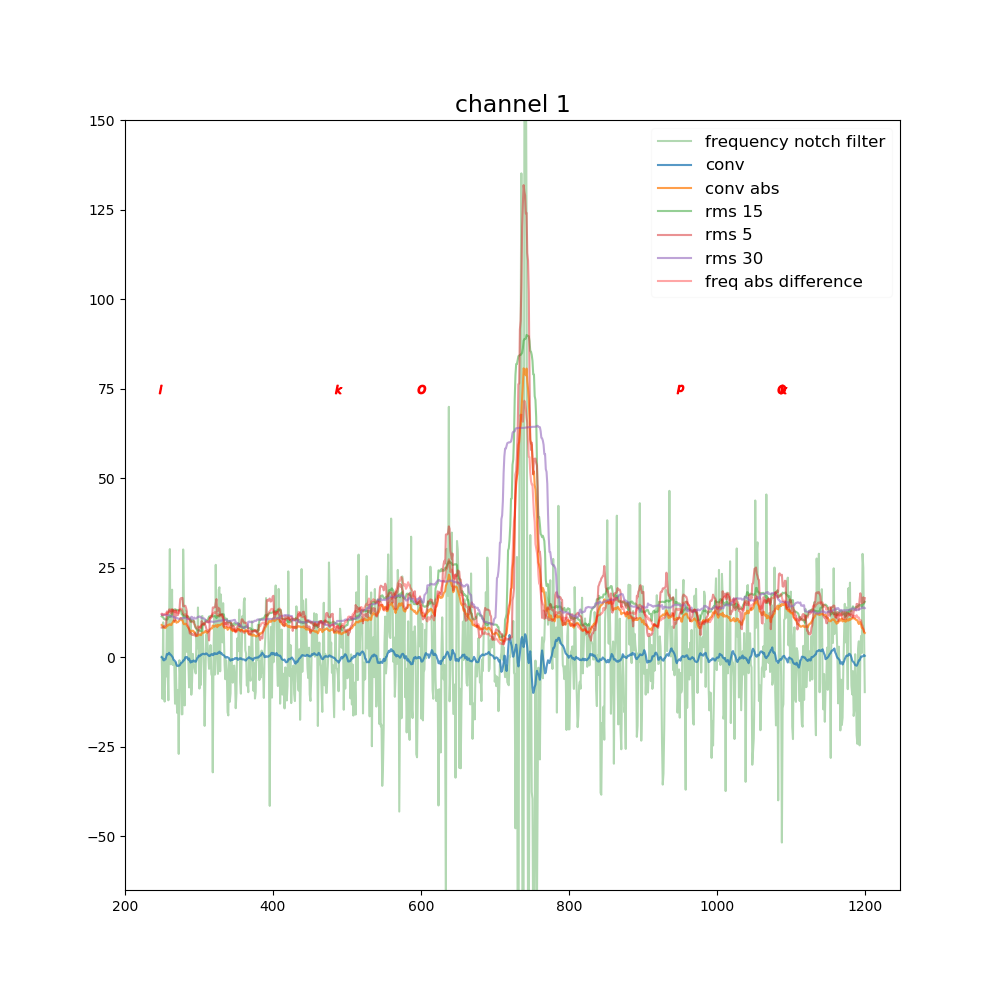 channel 1
150
125
100
75
50
25
0
−25
−50
frequency notch filter
conv
conv abs
rms 15
rms 5
rms 30
freq abs difference
l k O p
200 400 600 800 1000 1200